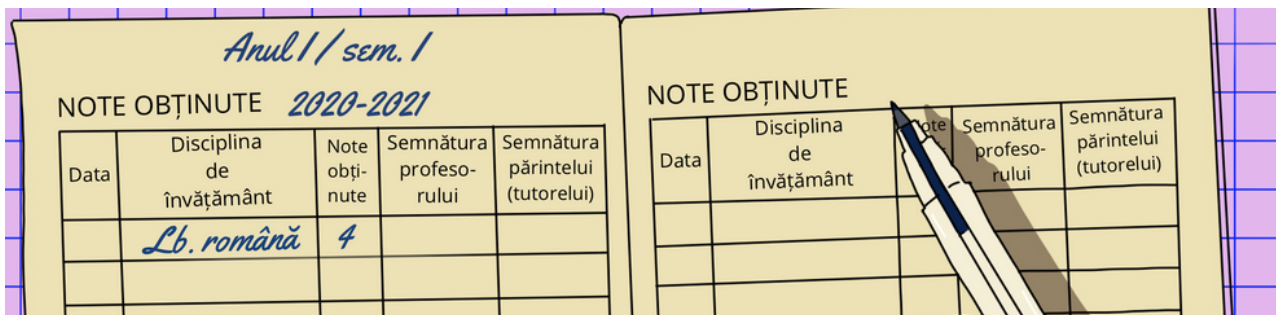 Anul I / sem. I
NOTE OBȚINUTE 2020-2021
Data
Disciplina
de
învățământ
Note
obți-
nute
Semnătura
profeso-
rului
Semnătura
părintelui
(tutorelui)
Lb. română 4
NOTE OBȚINUTE
Data
Disciplina
de
învățământ
Semnătura
profeso-
rului
Semnătura
părintelui
(tutorelui)